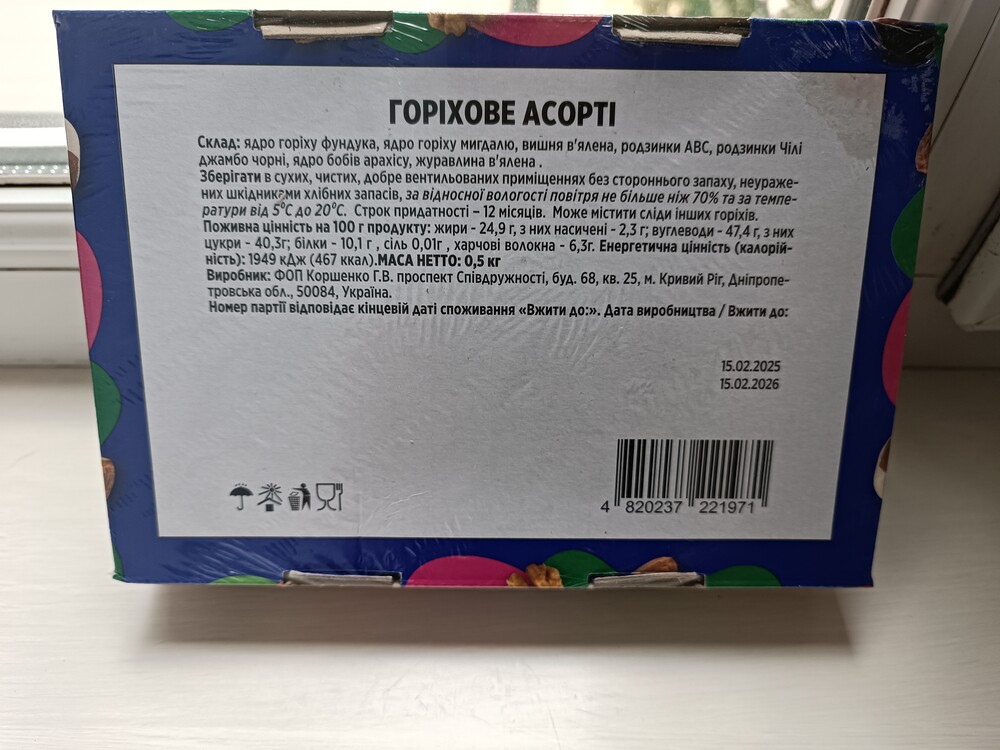 ГОРІХОВЕ АСОРТІ
Склад: ядро горіху фундука, ядро горіху мигдалю, вишня в'ялена, родзинки АВС, родзинки Чілі
джамбо чорні, ядро бобів арахісу, журавлина в'ялена .
Зберігати в сухих, чистих, добре вентильованих приміщеннях без стороннього запаху, неураже-
них шкідниками хлібних запасів, за відносної вологості повітря не більше ніж 70% та за темпе-
ратури від 5°С до 20°С. Строк придатності – 12 місяців. Може містити сліди інших горіхів.
Поживна цінність на 100 г продукту: жири - 24,9 г, з них насичені - 2,3 г; вуглеводи - 47,4 г, з них
цукри - 40,3г; білки - 10,1 г , сіль 0,01г , харчові волокна - 6,3г. Енергетична цінність (калорій-
ність): 1949 кДж (467 ккал).МАСА НЕТТО: 0,5 кг
Виробник: ФОП Коршенко Г.В. проспект Співдружності, буд. 68, кв. 25, м. Кривий Ріг, Дніпропе-
тровська обл., 50084, Україна.
Номер партії відповідає кінцевій даті споживання «Вжити до:». Дата виробництва / Вжити до:
15.02.2025
15.02.2026
4 820237 221971